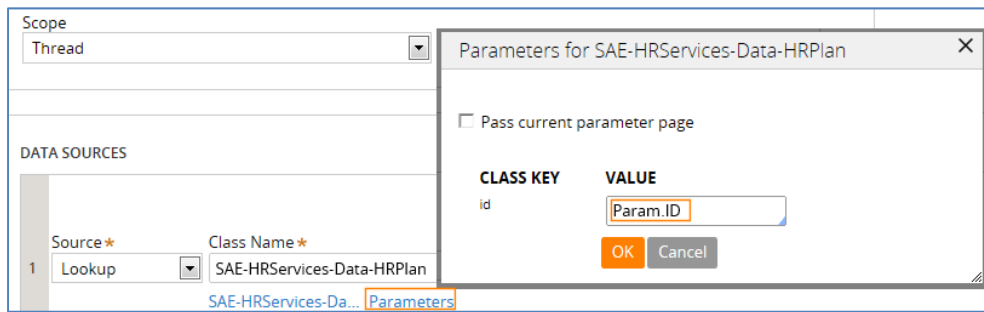 Scope
Thread
Parameters for SAE-HRServices-Data-HRPlan
Pass current parameter page
DATA SOURCES
CLASS KEY VALUE
id Param.ID
OK Cancel
Source* Class Name*
1 Lookup SAE-HRServices-Data-HRPlan
SAE-HRServices-Da... Parameters